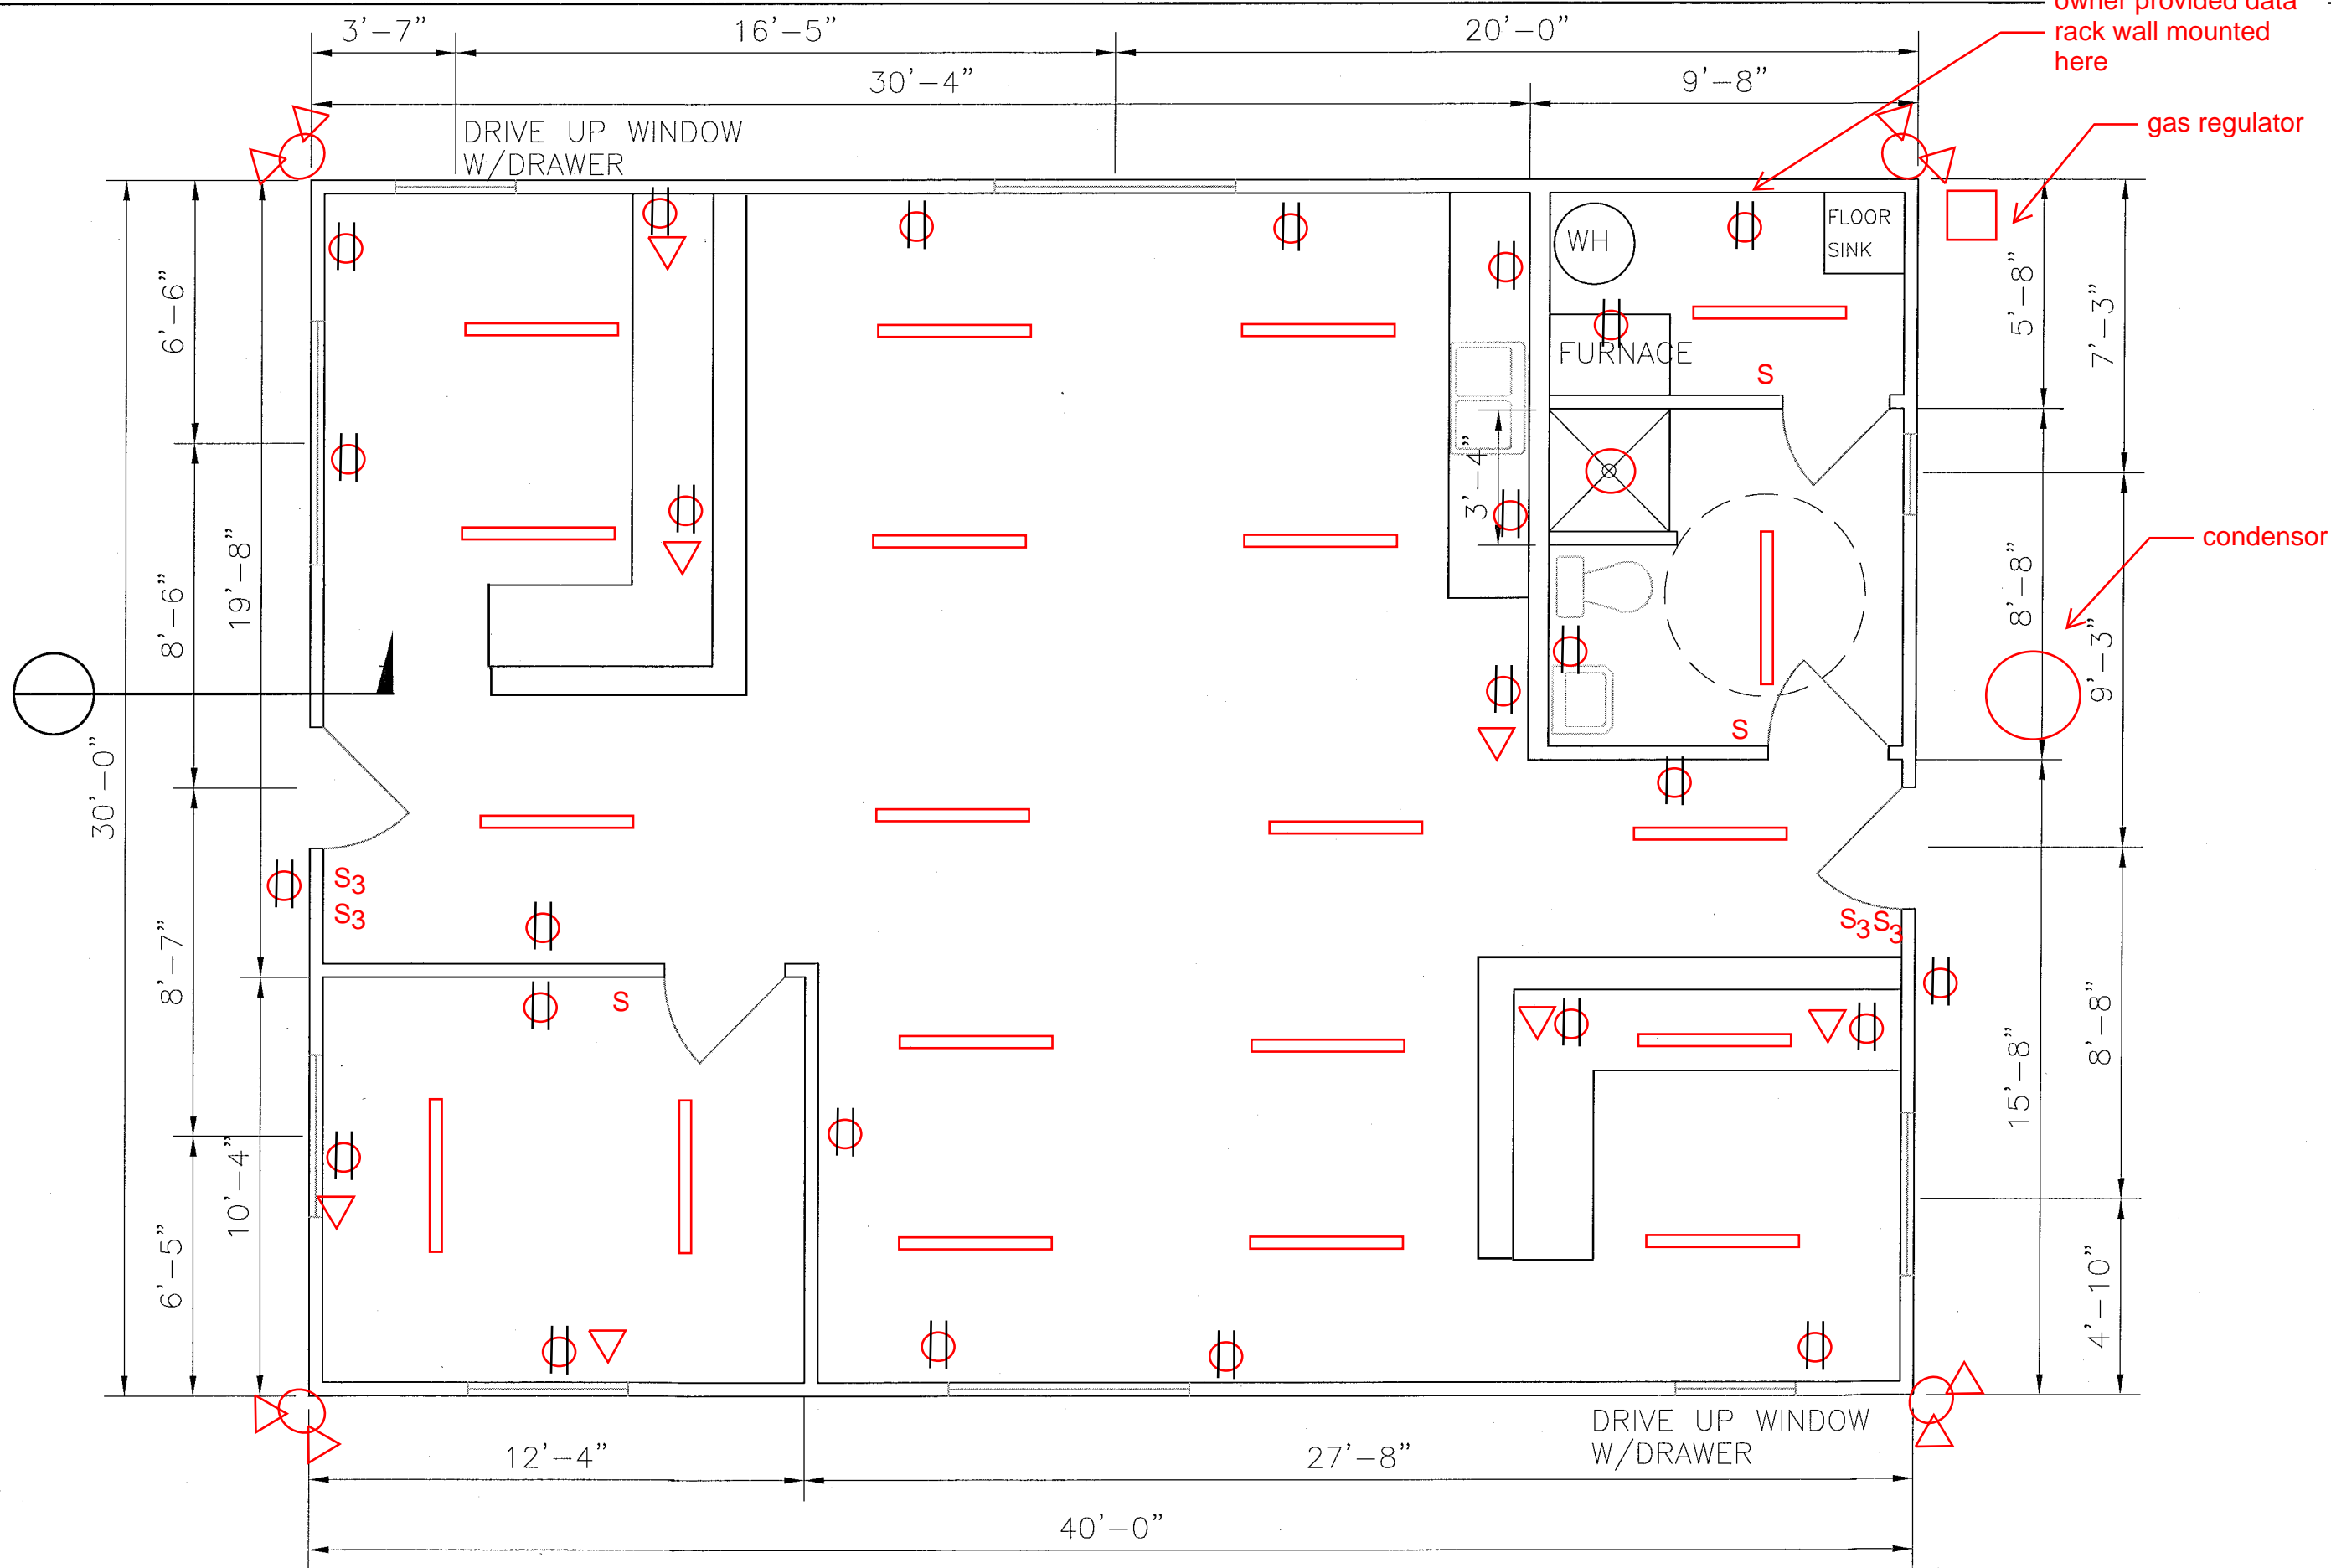 owner provided data
rack wall mounted
here
3'-7"
16'-5"
20'-0"
30'-4"
9'-8"
gas regulator
DRIVE UP WINDOW
W/DRAWER
FLOOR
SINK
WH
FURNACE
S
6'-6"
5'-8"
7'-3"
3'-4"
condensor
19'-8"
8'-6"
8'-8"
9'-3"
S
30'-0"
S3
S3
S3S3
8'-7"
S
8'-8"
15'-8"
10'-4"
6'-5"
4'-10"
DRIVE UP WINDOW
W/DRAWER
12'-4"
27'-8"
40'-0"